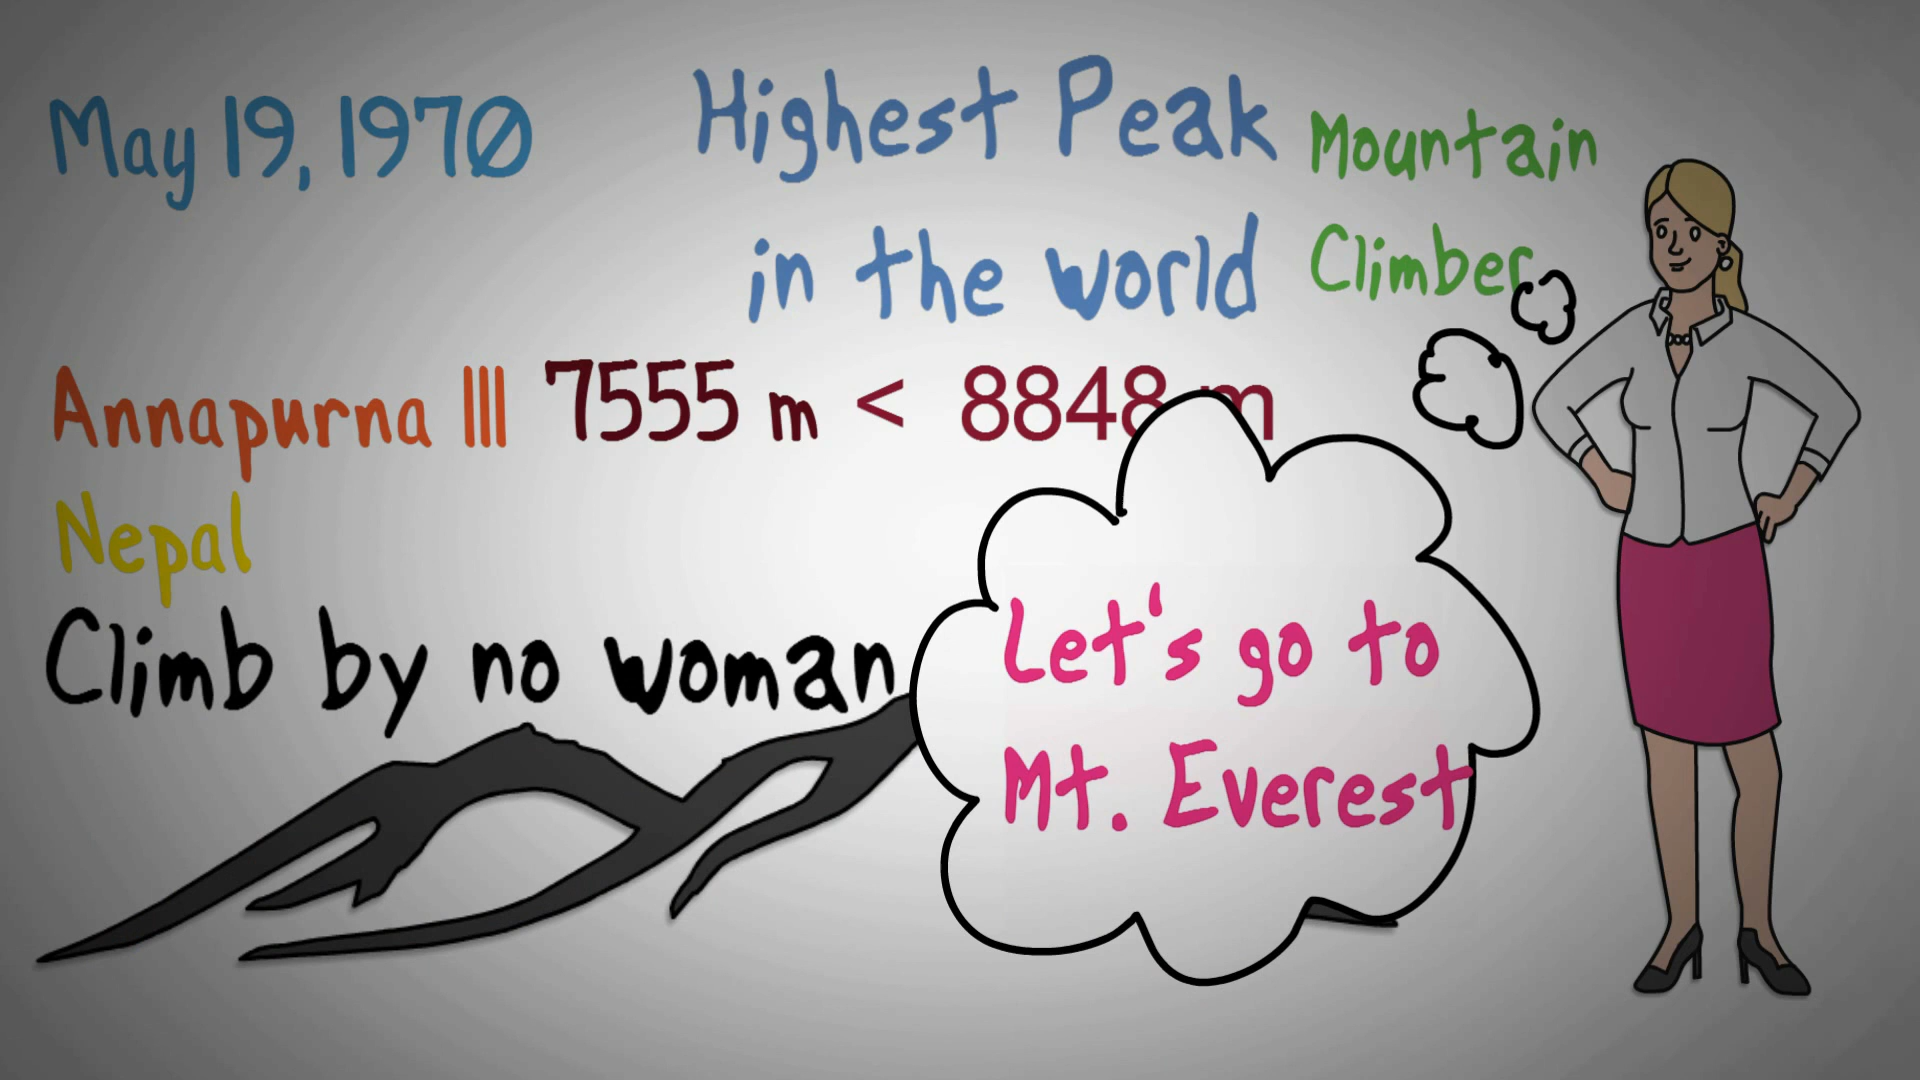 May 19, 1970
Highest Peak
in the world
Mountain
Climber
Annapurna III 7555 m < 8848 m
Nepal
Climb by no woman
Let's go to
Mt. Everest